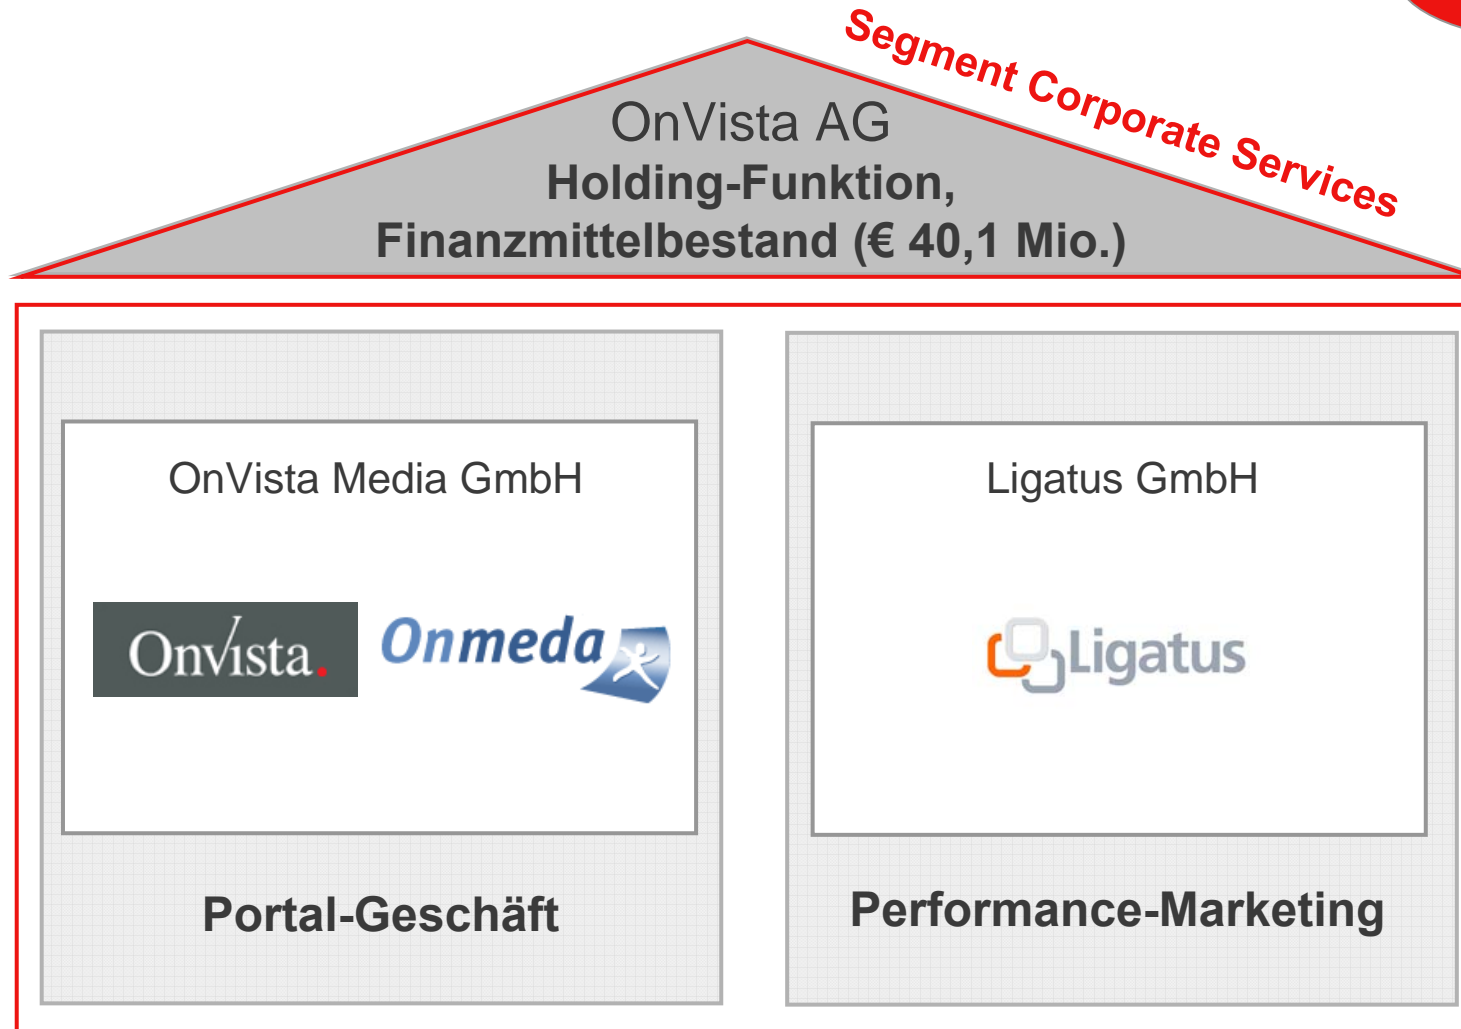 Segment Corporate Services
OnVista AG
Holding-Funktion,
Finanzmittelbestand (€ 40,1 Mio.)
OnVista Media GmbH
Onvista.
Onmeda
Portal-Geschäft
Ligatus GmbH
Ligatus
Performance-Marketing